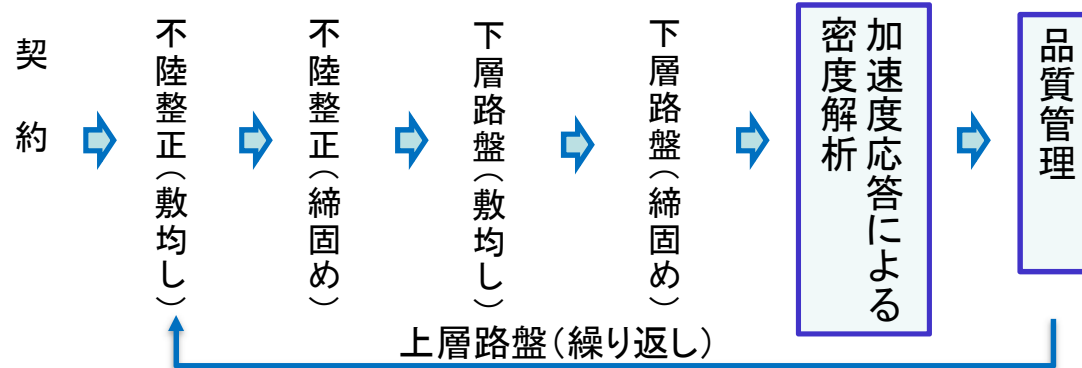 契約
不陸整正（敷均し）
不陸整正（締固め）
下層路盤（敷均し）
下層路盤（締固め）
加速度応答による
密度解析
品質管理
上層路盤（繰り返し）